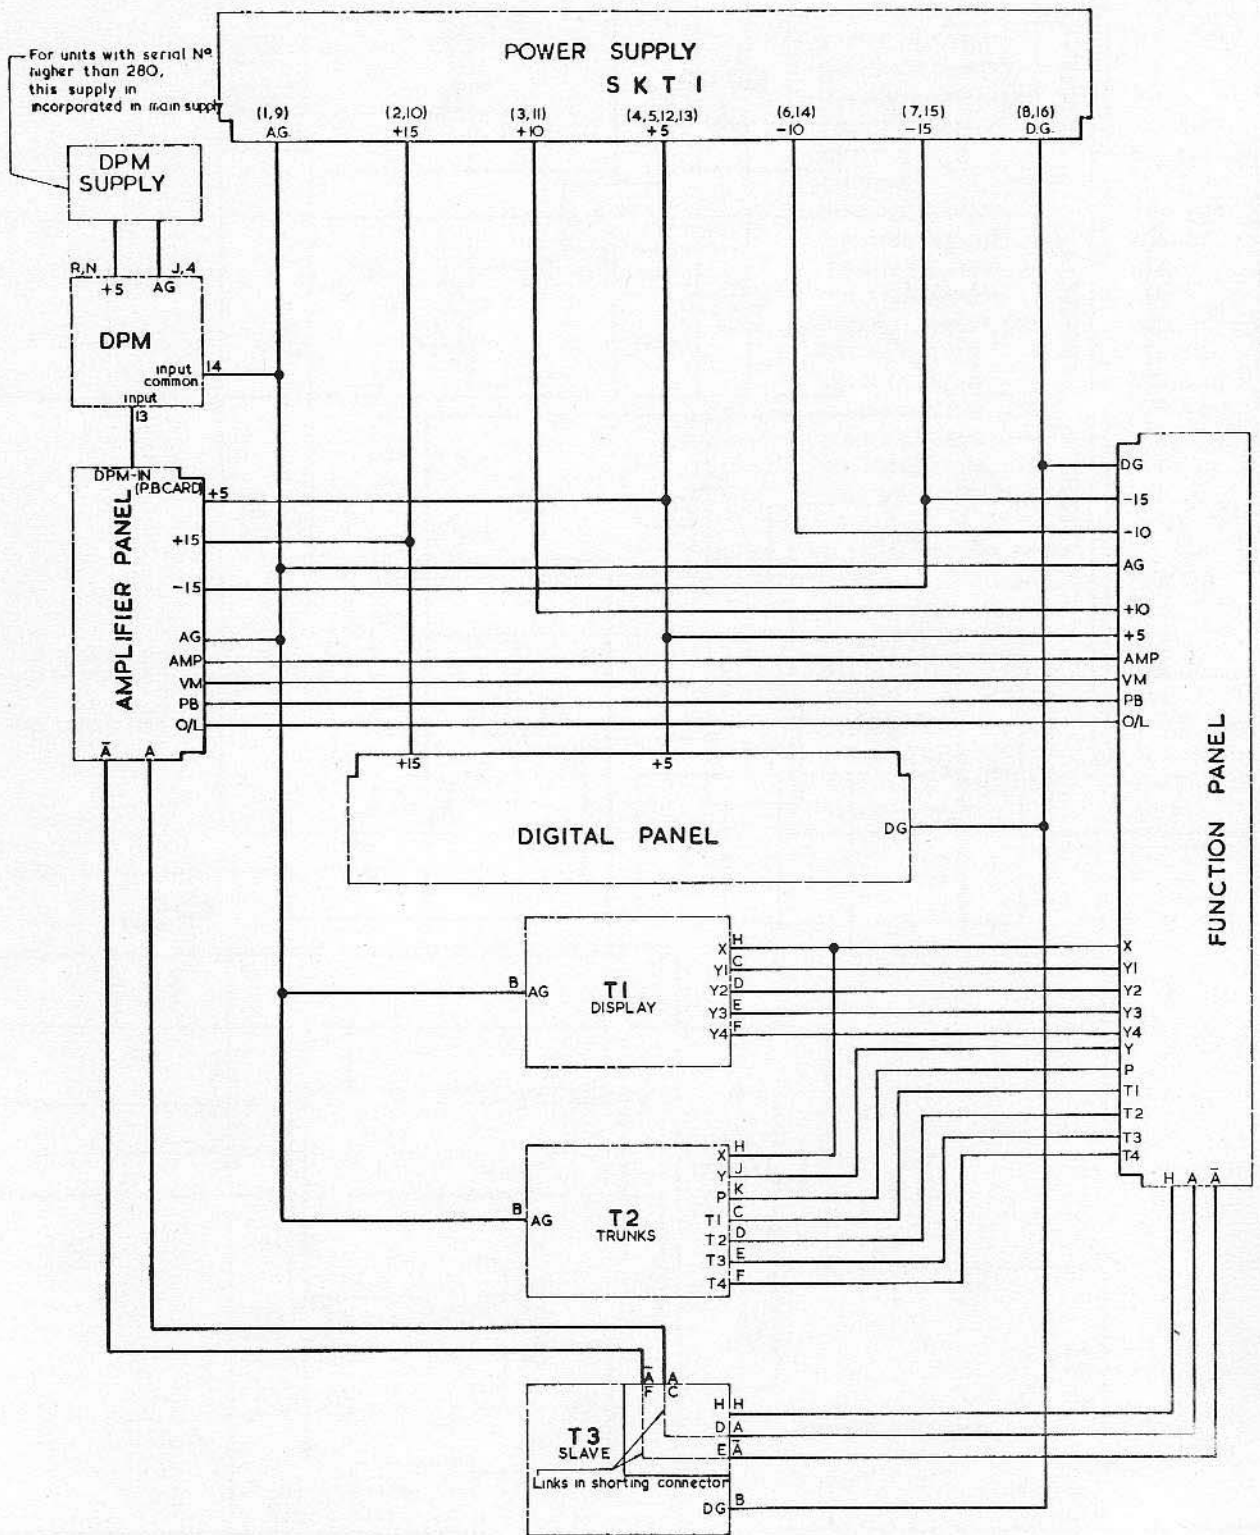 For units with serial Nº
higher than 280,
this supply in
incorporated in main supply
POWER SUPPLY
SKT 1
(1,9) (2,10) (3,11) (4,5,12,13) (6,14) (7,15) (8,16)
A.G. +15 +10 +5 -10 -15 D.G.
DPM
SUPPLY
R,N J,4
+5 AG
DPM
input
common
14
input
13
DPM-IN
(P.B CARD)
+5
+15
-15
AG
AMP
VM
PB
O/L
Ā A
AMPLIFIER PANEL
DG
-15
-10
AG
+10
+5
AMP
VM
PB
O/L
FUNCTION PANEL
+15 +5
DIGITAL PANEL
DG
B AG
T1
DISPLAY
X H
Y1 C
Y2 D
Y3 E
Y4 F
X
Y1
Y2
Y3
Y4
Y
P
T1
T2
T3
T4
H A Ā
B AG
T2
TRUNKS
X H
Y J
P K
T1 C
T2 D
T3 E
T4 F
Ā A
F C
T3
SLAVE
H H
D A
E Ā
Links in shorting connector
DG B